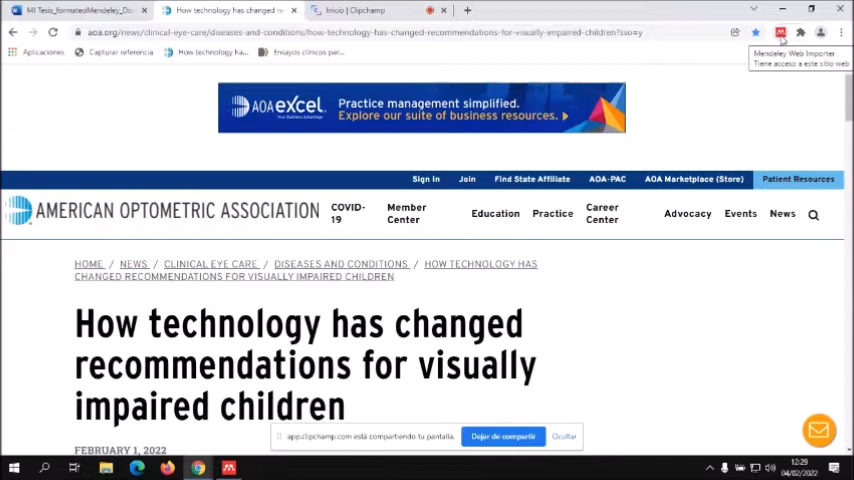 MI Tesis_formateoMendeley_Do
How technology has changed r
Inicio | Clipchamp
aoa.org/news/clinical-eye-care/diseases-and-conditions/how-technology-has-changed-recommendations-for-visually-impaired-children?sso=y
Aplicaciones
Capturar referencia
How technology ha...
Ensayos clínicos par...
Mendeley Web Importer
Tiene acceso a este sitio web
AOAEXCEL
Your Business Advantage
Practice management simplified.
Explore our suite of business resources.
Sign In
Join
Find State Affiliate
AOA-PAC
AOA Marketplace (Store)
Patient Resources
AMERICAN OPTOMETRIC ASSOCIATION
COVID-
19
Member
Center
Education
Practice
Career
Center
Advocacy
Events
News
HOME / NEWS / CLINICAL EYE CARE / DISEASES AND CONDITIONS / HOW TECHNOLOGY HAS
CHANGED RECOMMENDATIONS FOR VISUALLY IMPAIRED CHILDREN
How technology has changed
recommendations for visually
impaired children
FEBRUARY 1, 2022
app.clipchamp.com está compartiendo tu pantalla.
Dejar de compartir
Ocultar
12:29
04/02/2022